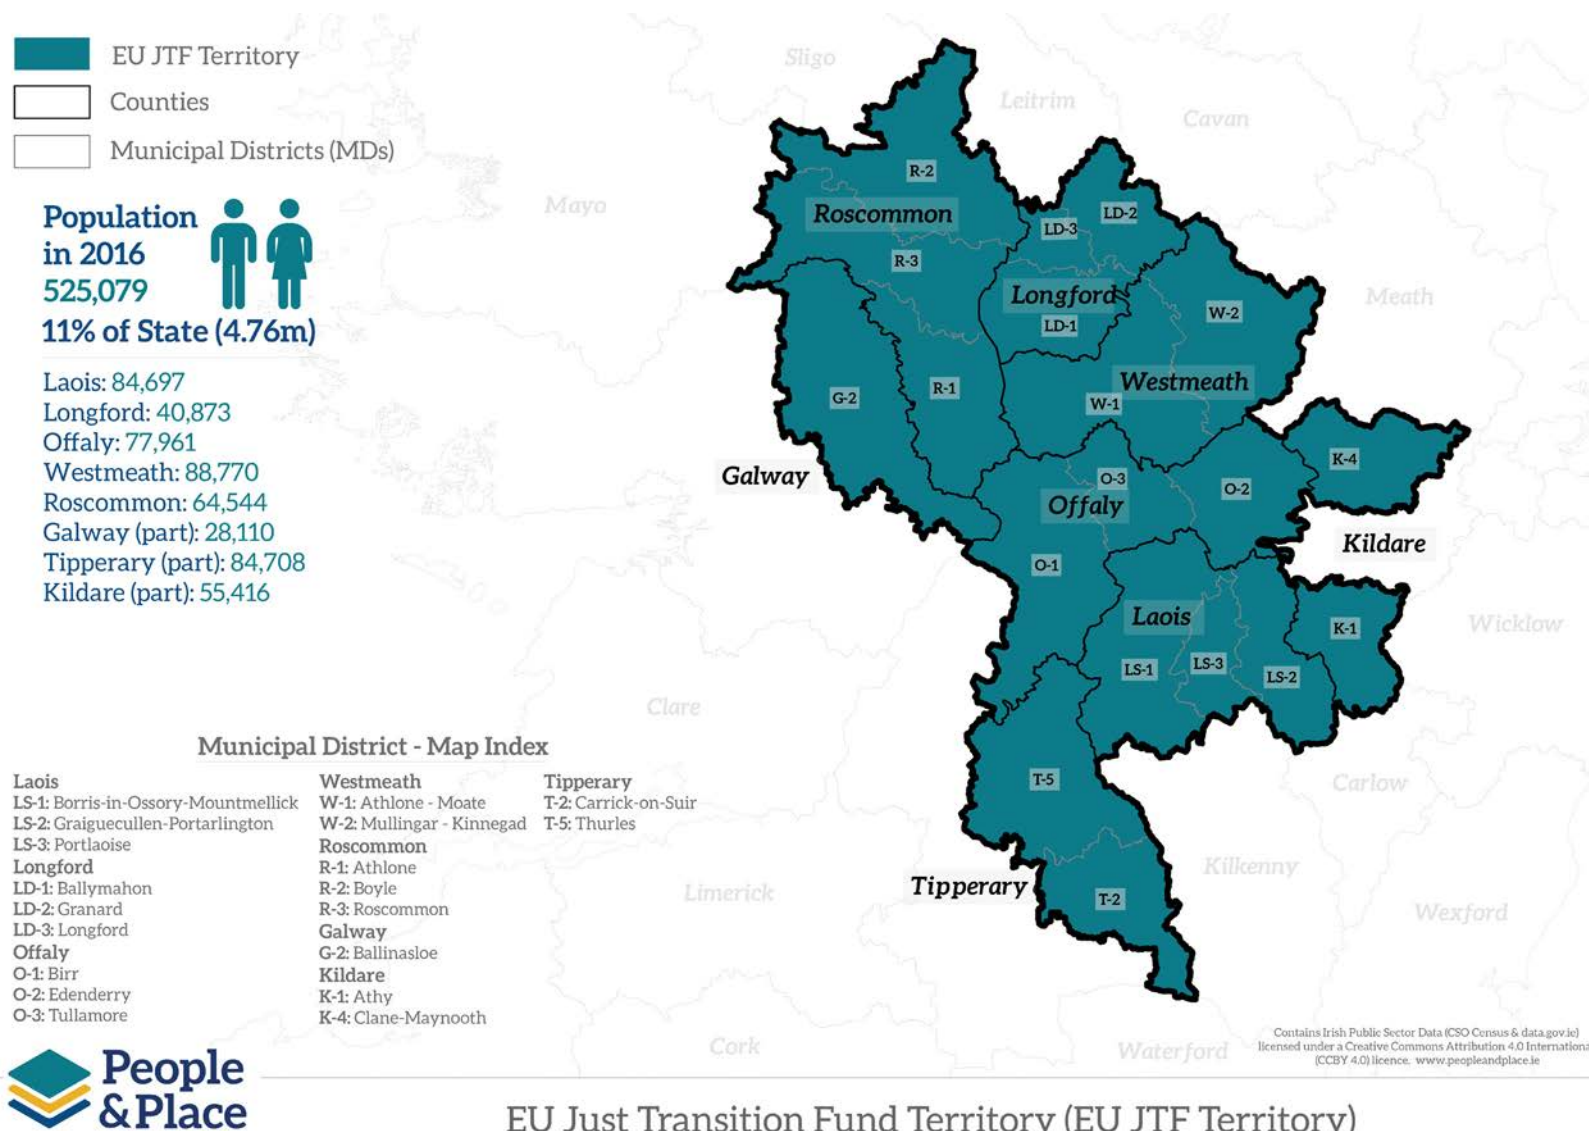 EU JTF Territory
Counties
Municipal Districts (MDs)
Population
in 2016
525,079
11% of State (4.76m)
Laois: 84,697
Longford: 40,873
Offaly: 77,961
Westmeath: 88,770
Roscommon: 64,544
Galway (part): 28,110
Tipperary (part): 84,708
Kildare (part): 55,416
Sligo
Leitrim
Cavan
Mayo
Meath
R-2
Roscommon
LD-2
LD-3
R-3
Longford
W-2
LD-1
Westmeath
R-1
G-2
W-1
Galway
K-4
O-3
O-2
Offaly
Kildare
O-1
Laois
K-1
Wicklow
LS-1
LS-3
LS-2
Clare
T-5
Carlow
Kilkenny
Tipperary
Limerick
T-2
Wexford
Cork
Waterford
Municipal District - Map Index
Laois
LS-1: Borris-in-Ossory-Mountmellick
LS-2: Graiguecullen-Portarlington
LS-3: Portlaoise
Longford
LD-1: Ballymahon
LD-2: Granard
LD-3: Longford
Offaly
O-1: Birr
O-2: Edenderry
O-3: Tullamore
Westmeath
W-1: Athlone - Moate
W-2: Mullingar - Kinnegad
Roscommon
R-1: Athlone
R-2: Boyle
R-3: Roscommon
Galway
G-2: Ballinasloe
Kildare
K-1: Athy
K-4: Clane-Maynooth
Tipperary
T-2: Carrick-on-Suir
T-5: Thurles
Contains Irish Public Sector Data (CSO Census & data.gov.ie)
licensed under a Creative Commons Attribution 4.0 Internationa
(CCBY 4.0) licence. www.peopleandplace.ie
People
&Place
EU Just Transition Fund Territory (EU JTF Territory)